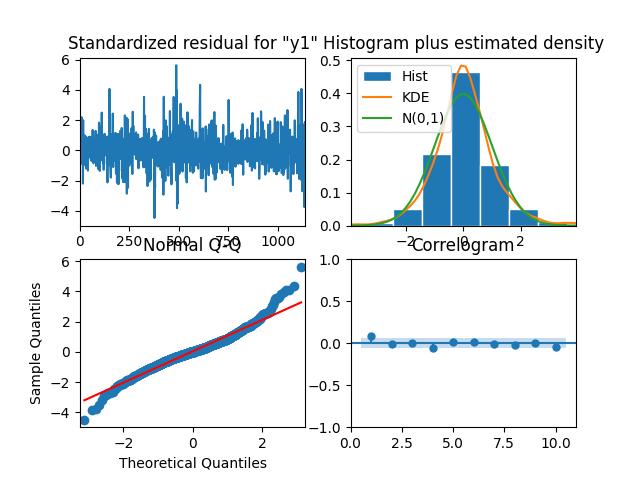 Standardized residual for "y1"
Histogram plus estimated density
6
4
2
0
−2
−4
0 250 500 750 1000
0.5
0.4
0.3
0.2
0.1
0.0
−2 0 2
Hist
KDE
N(0,1)
Normal Q-Q
Correlogram
Sample Quantiles
6
4
2
0
−2
−4
−2 0 2
Theoretical Quantiles
1.0
0.5
0.0
−0.5
−1.0
0.0 2.5 5.0 7.5 10.0